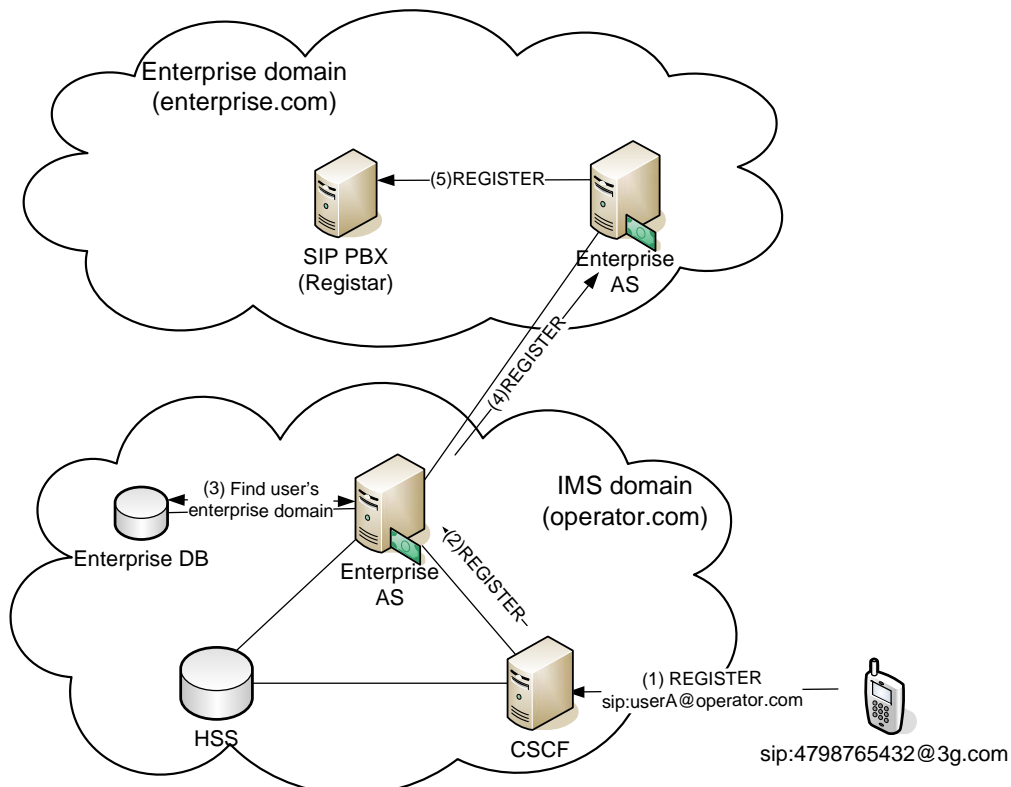 Enterprise domain
(enterprise.com)
(5)REGISTER
SIP PBX
(Registar)
Enterprise
AS
(4)REGISTER
(3) Find user's
enterprise domain
IMS domain
(operator.com)
Enterprise DB
Enterprise
AS
(2)REGISTER
(1) REGISTER
sip:userA@operator.com
HSS
CSCF
sip:4798765432@3g.com